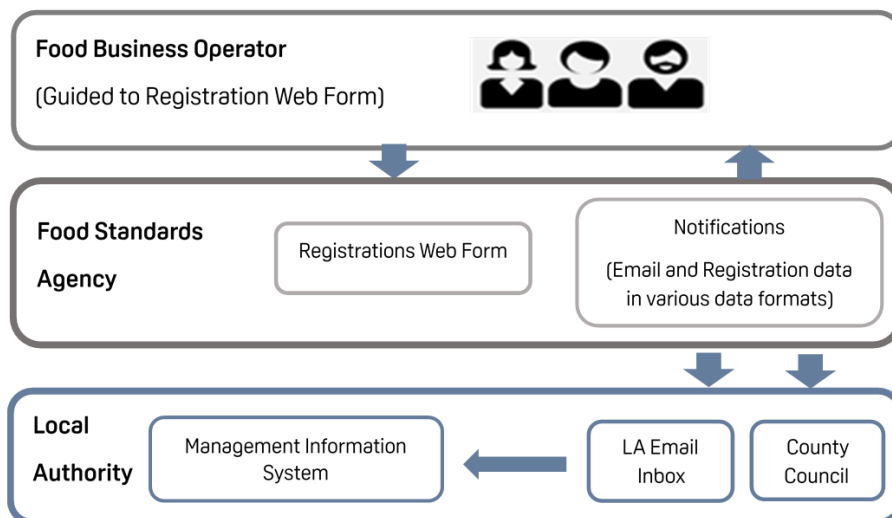 Food Business Operator
(Guided to Registration Web Form)
Food Standards
Agency
Registrations Web Form
Notifications
(Email and Registration data
in various data formats)
Local
Authority
Management Information
System
LA Email
Inbox
County
Council